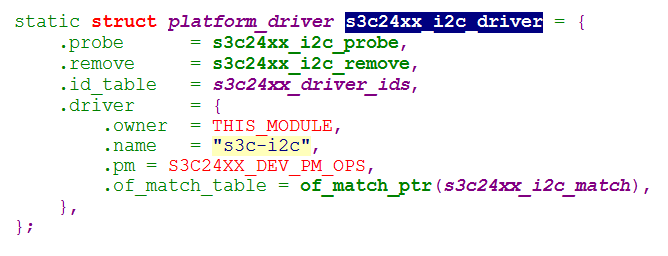 static struct platform_driver s3c24xx_i2c_driver = {
    .probe      = s3c24xx_i2c_probe,
    .remove     = s3c24xx_i2c_remove,
    .id_table   = s3c24xx_driver_ids,
    .driver     = {
        .owner  = THIS_MODULE,
        .name   = "s3c-i2c",
        .pm = S3C24XX_DEV_PM_OPS,
        .of_match_table = of_match_ptr(s3c24xx_i2c_match),
    },
};